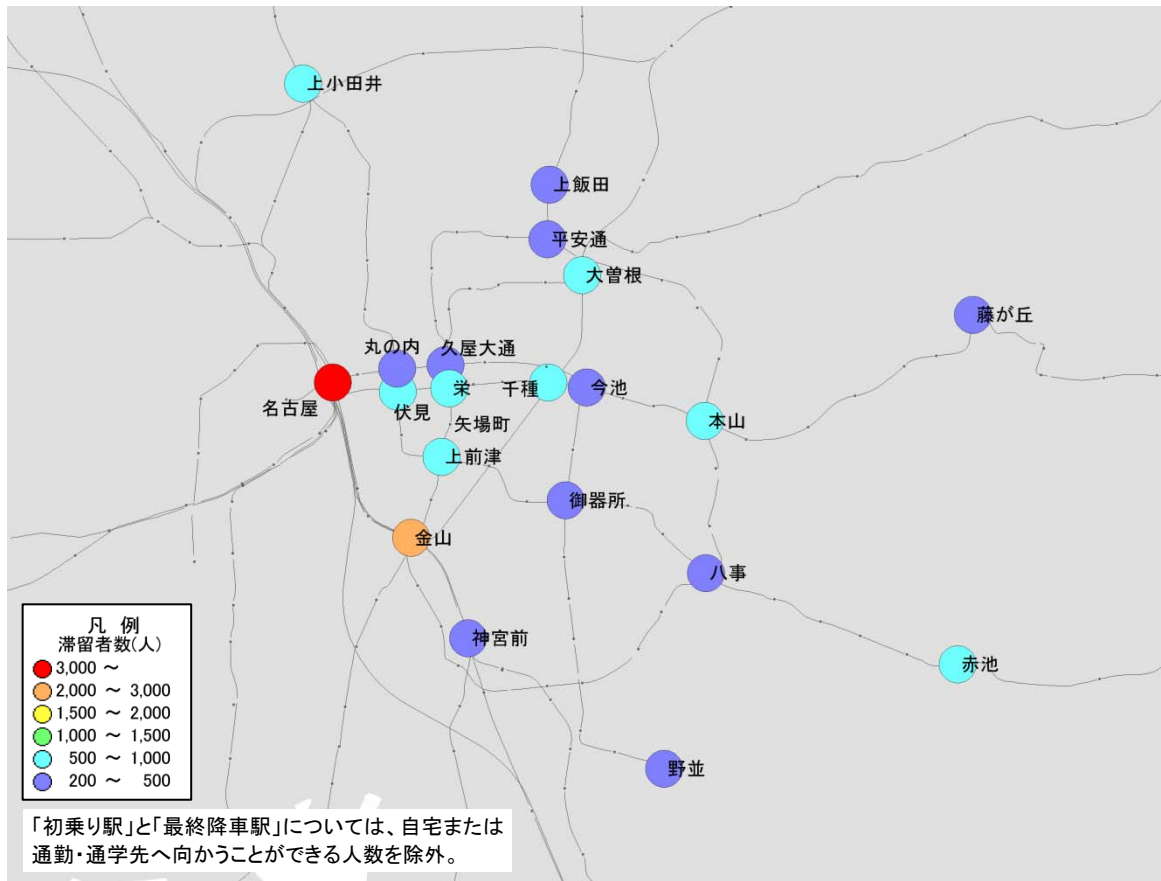 上小田井
上飯田
平安通
大曽根
藤が丘
丸の内
久屋大通
栄
千種
今池
名古屋
伏見
矢場町
本山
上前津
御器所
金山
八事
神宮前
赤池
野並
凡 例
滞留者数(人)
3,000 ～
2,000 ～ 3,000
1,500 ～ 2,000
1,000 ～ 1,500
500 ～ 1,000
200 ～ 500
「初乗り駅」と「最終降車駅」については、自宅または
通勤・通学先へ向かうことができる人数を除外。